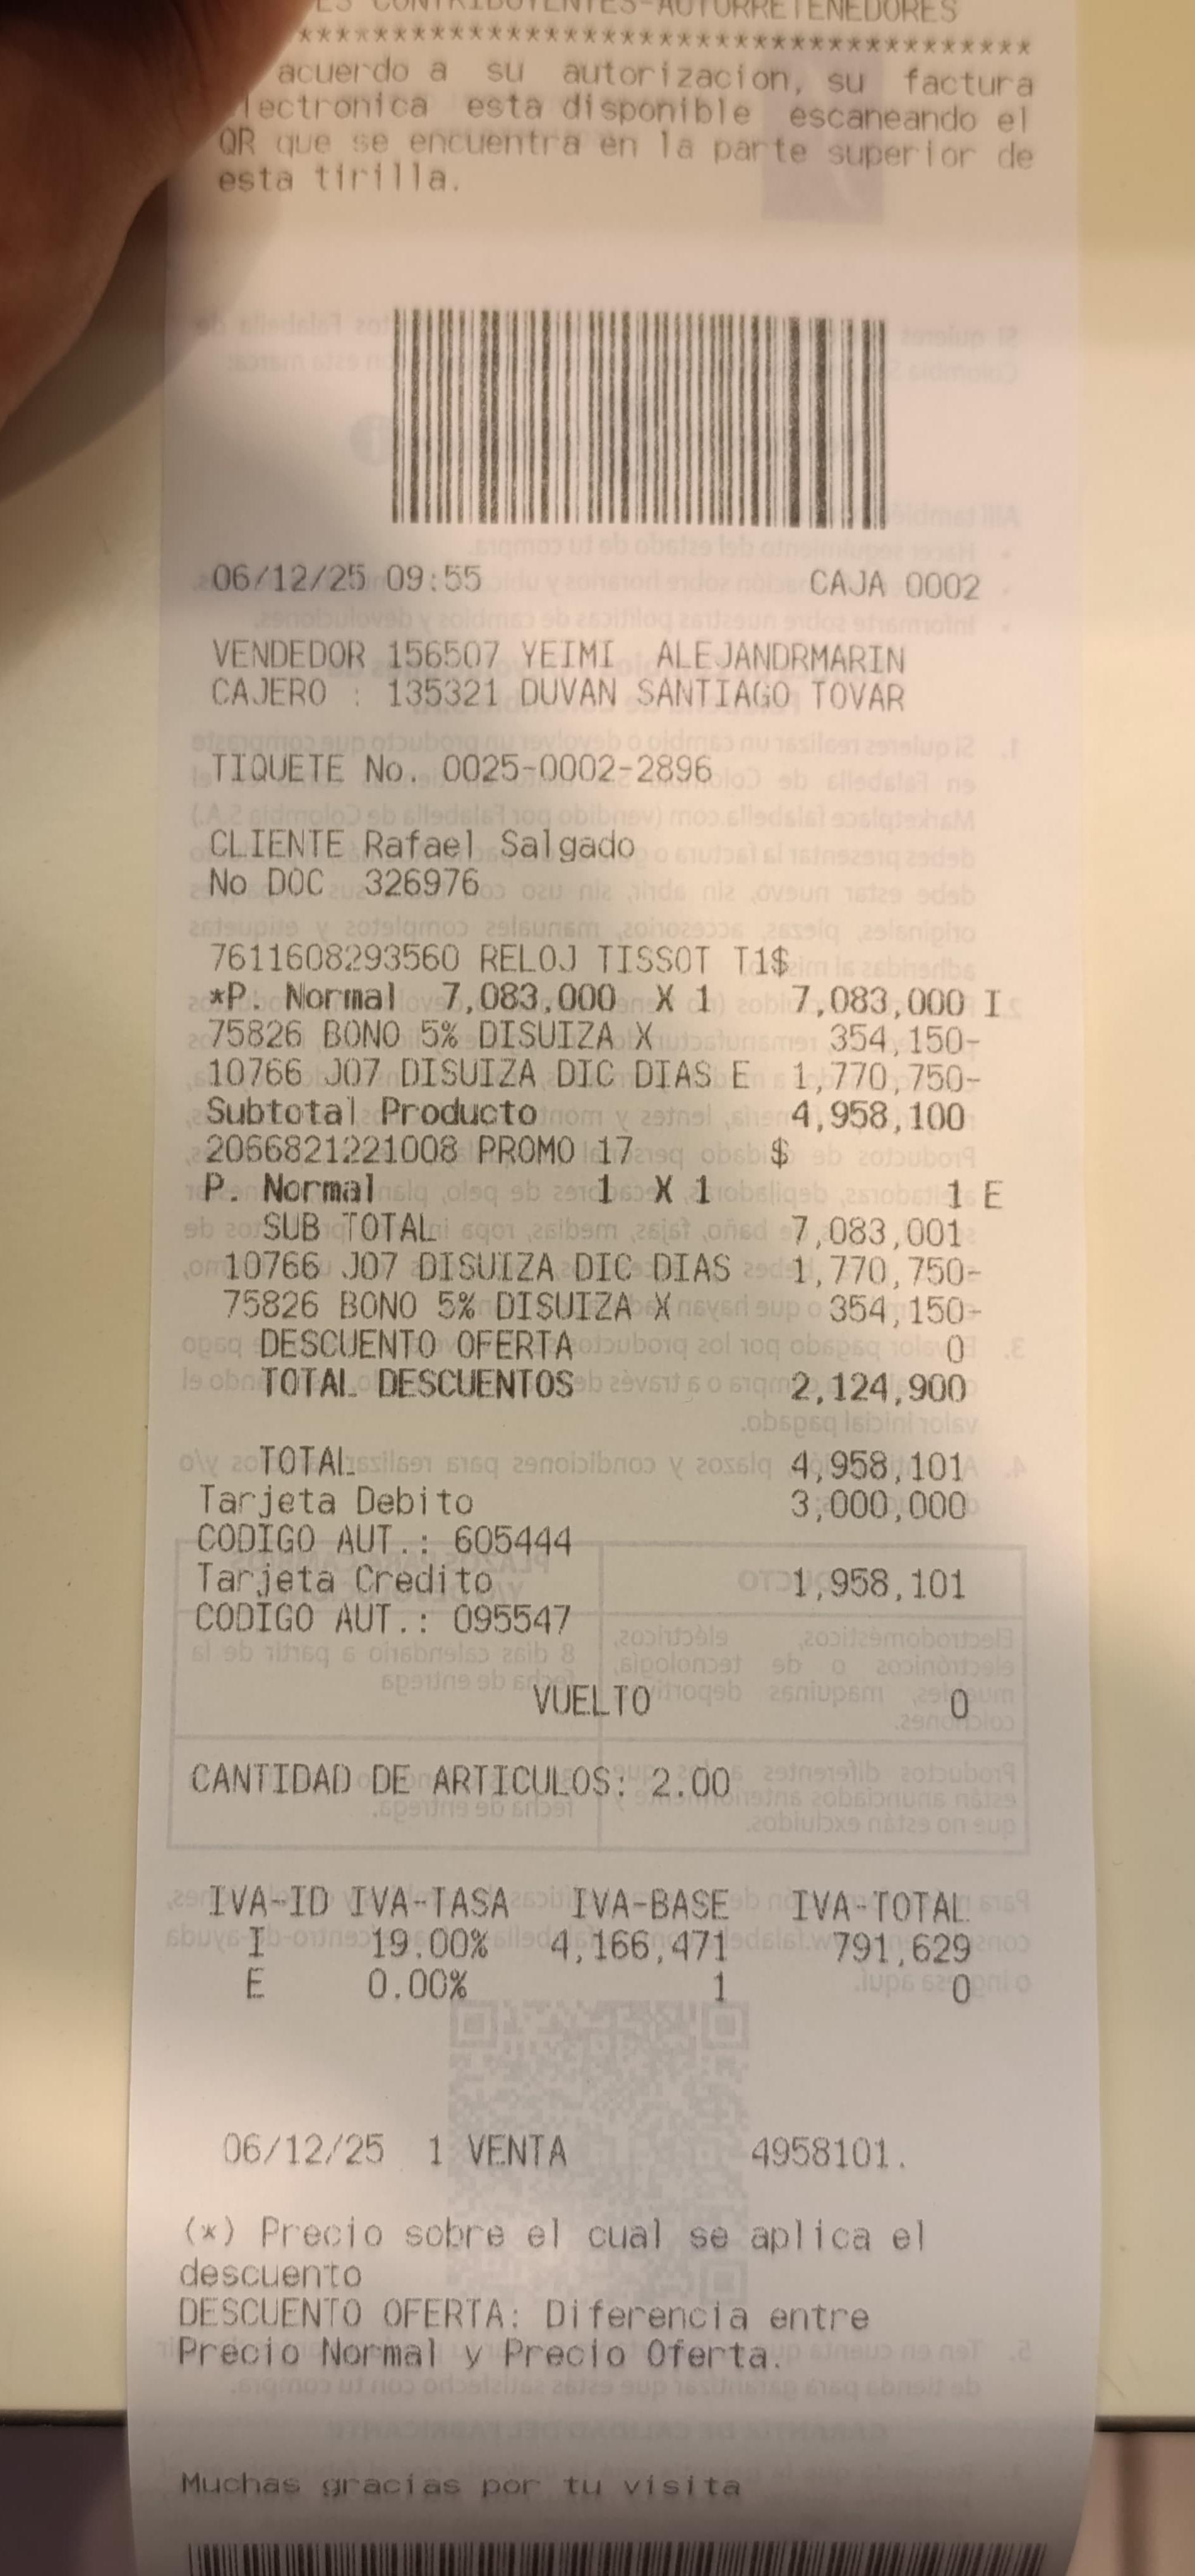 CONTRIBUYENTES-AUTORRETENEDORES
****************************************
acuerdo a su autorizacion, su factura
lectronica esta disponible escaneando el
QR que se encuentra en la parte superior de
esta tirilla.
06/12/25 09:55 CAJA 0002
VENDEDOR 156507 YEIMI ALEJANDRMARIN
CAJERO : 135321 DUVAN SANTIAGO TOVAR
TIQUETE No. 0025-0002-2896
CLIENTE Rafael Salgado
No DOC 326976
7611608293560 RELOJ TISSOT T1$
*P. Normal 7,083,000 X 1 7,083,000 I
75826 BONO 5% DISUIZA X 354,150-
10766 J07 DISUIZA DIC DIAS E 1,770,750-
Subtotal Producto 4,958,100
2066821221008 PROMO 17 $
P. Normal 1 X 1 1 E
SUB TOTAL 7,083,001
10766 J07 DISUIZA DIC DIAS 1,770,750-
75826 BONO 5% DISUIZA X 354,150-
DESCUENTO OFERTA 0
TOTAL DESCUENTOS 2,124,900
TOTAL 4,958,101
Tarjeta Debito 3,000,000
CODIGO AUT.: 605444
Tarjeta Credito 1,958,101
CODIGO AUT.: 095547
VUELTO 0
CANTIDAD DE ARTICULOS: 2.00
IVA-ID IVA-TASA IVA-BASE IVA-TOTAL
I 19.00% 4,166,471 791,629
E 0.00% 1 0
06/12/25 1 VENTA 4958101.
(*) Precio sobre el cual se aplica el
descuento
DESCUENTO OFERTA: Diferencia entre
Precio Normal y Precio Oferta.
Muchas gracias por tu visita